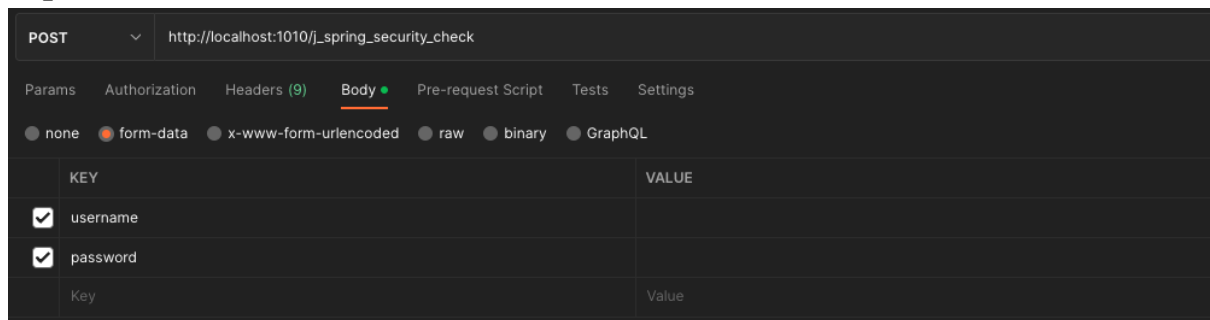 POST http://localhost:1010/j_spring_security_check
Params Authorization Headers (9) Body Pre-request Script Tests Settings
none form-data x-www-form-urlencoded raw binary GraphQL
KEY VALUE
username
password
Key Value